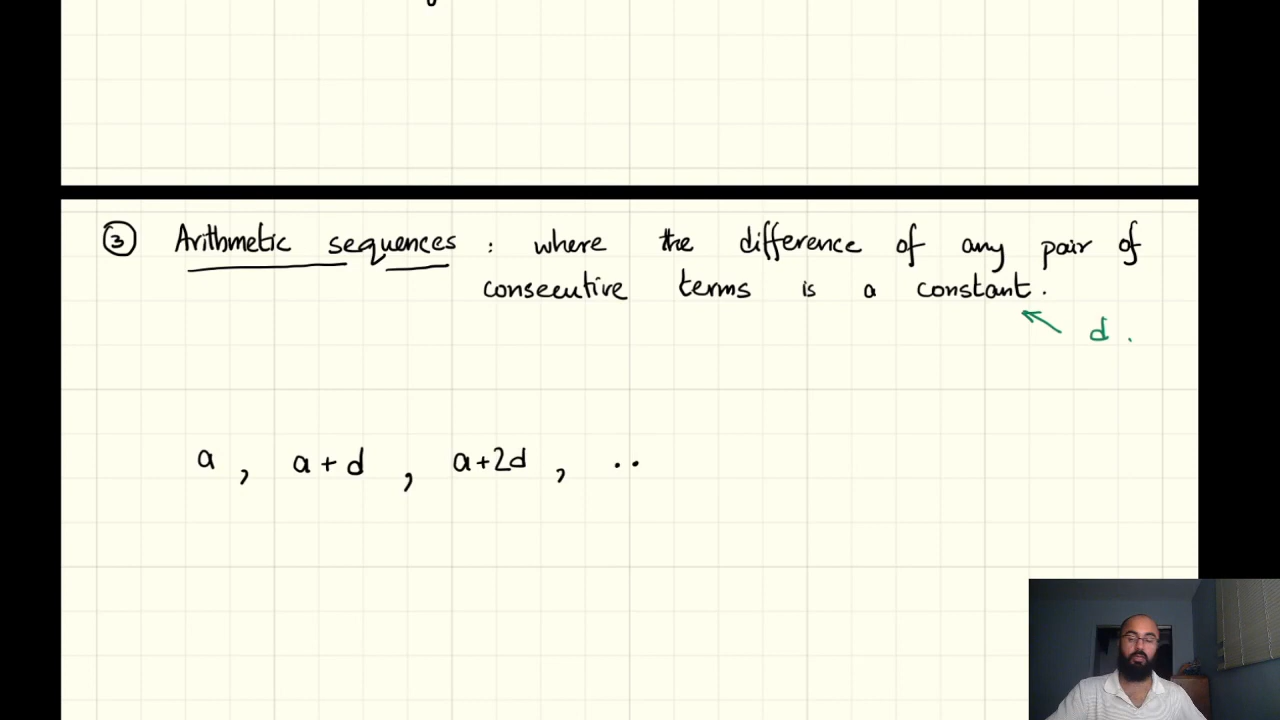 ③ Arithmetic sequences : where the difference of any pair of
consecutive terms is a constant.
d .
a , a + d , a + 2d , ..